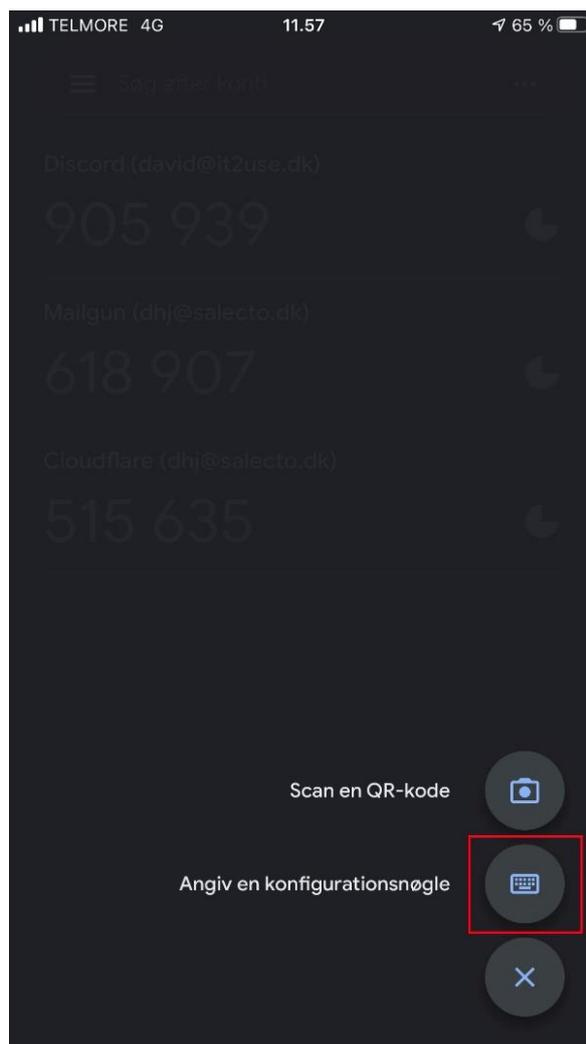 TELMORE 4G 11.57 65 %
Søg efter konti
Discord (david@it2use.dk)
905 939
Mailgun (dhj@salecto.dk)
618 907
Cloudflare (dhj@salecto.dk)
515 635
Scan en QR-kode
Angiv en konfigurationsnøgle